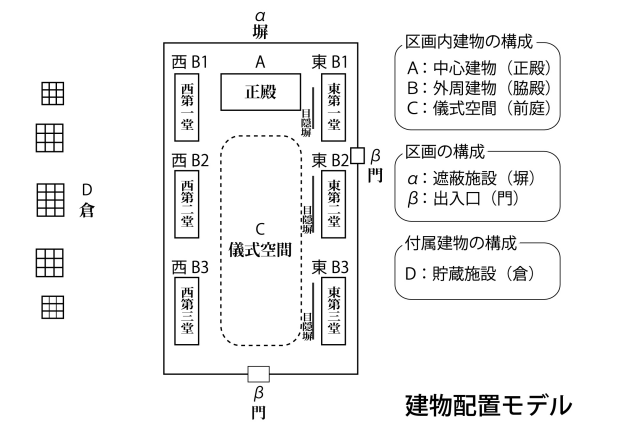 α
塀
西 B1
A
東 B1
西第一堂
正殿
目隠塀
東第一堂
β
門
西 B2
東 B2
西第二堂
目隠塀
東第二堂
D
倉
C
儀式空間
西 B3
東 B3
西第三堂
目隠塀
東第三堂
β
門
区画内建物の構成
A：中心建物（正殿）
B：外周建物（脇殿）
C：儀式空間（前庭）
区画の構成
α：遮蔽施設（塀）
β：出入口（門）
付属建物の構成
D：貯蔵施設（倉）
建物配置モデル